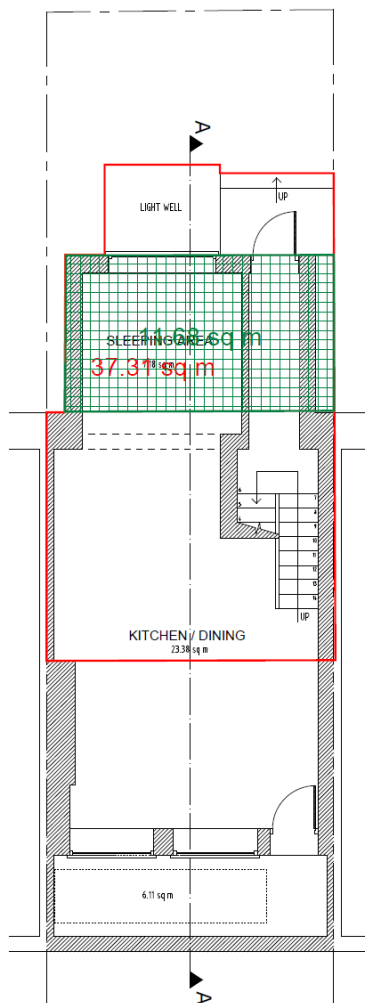 A
LIGHT WELL
UP
SLEEPING AREA
11.63 sq m
37.31 sq m
KITCHEN / DINING
23.38 sq m
UP
6.11 sq m
A